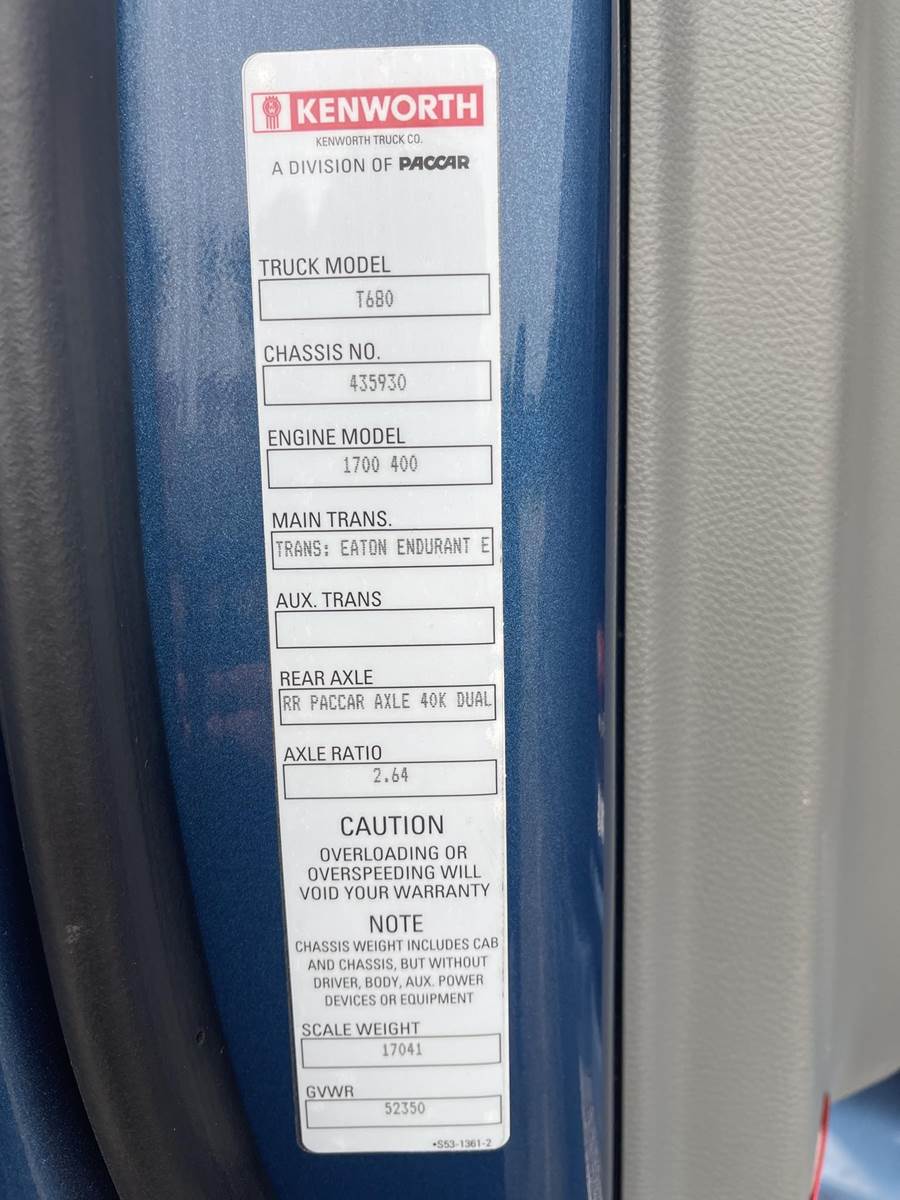 KENWORTH
KENWORTH TRUCK CO.
A DIVISION OF PACCAR
TRUCK MODEL
T680
CHASSIS NO.
435930
ENGINE MODEL
1700 400
MAIN TRANS.
TRANS: EATON ENDURANT E
AUX. TRANS
REAR AXLE
RR PACCAR AXLE 40K DUAL
AXLE RATIO
2.64
CAUTION
OVERLOADING OR
OVERSPEEDING WILL
VOID YOUR WARRANTY
NOTE
CHASSIS WEIGHT INCLUDES CAB
AND CHASSIS, BUT WITHOUT
DRIVER, BODY, AUX. POWER
DEVICES OR EQUIPMENT
SCALE WEIGHT
17041
GVWR
52350
•S53-1361-2